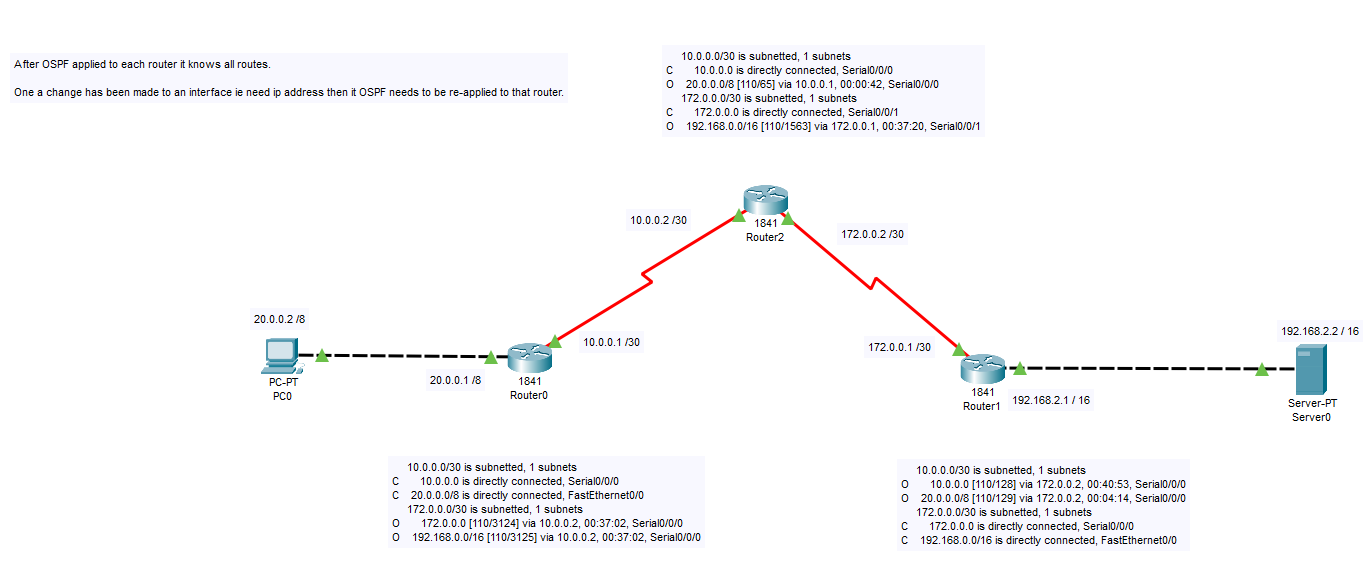 After OSPF applied to each router it knows all routes.
One a change has been made to an interface ie need ip address then it OSPF needs to be re-applied to that router.
10.0.0.0/30 is subnetted, 1 subnets
C 10.0.0.0 is directly connected, Serial0/0/0
O 20.0.0.0/8 [110/65] via 10.0.0.1, 00:00:42, Serial0/0/0
172.0.0.0/30 is subnetted, 1 subnets
C 172.0.0.0 is directly connected, Serial0/0/1
O 192.168.0.0/16 [110/1563] via 172.0.0.1, 00:37:20, Serial0/0/1
10.0.0.2 /30
1841
Router2
172.0.0.2 /30
20.0.0.2 /8
PC-PT
PC0
20.0.0.1 /8
10.0.0.1 /30
1841
Router0
172.0.0.1 /30
1841
Router1
192.168.2.1 / 16
192.168.2.2 / 16
Server-PT
Server0
10.0.0.0/30 is subnetted, 1 subnets
C 10.0.0.0 is directly connected, Serial0/0/0
C 20.0.0.0/8 is directly connected, FastEthernet0/0
172.0.0.0/30 is subnetted, 1 subnets
O 172.0.0.0 [110/3124] via 10.0.0.2, 00:37:02, Serial0/0/0
O 192.168.0.0/16 [110/3125] via 10.0.0.2, 00:37:02, Serial0/0/0
10.0.0.0/30 is subnetted, 1 subnets
O 10.0.0.0 [110/128] via 172.0.0.2, 00:40:53, Serial0/0/0
O 20.0.0.0/8 [110/129] via 172.0.0.2, 00:04:14, Serial0/0/0
172.0.0.0/30 is subnetted, 1 subnets
C 172.0.0.0 is directly connected, Serial0/0/0
C 192.168.0.0/16 is directly connected, FastEthernet0/0